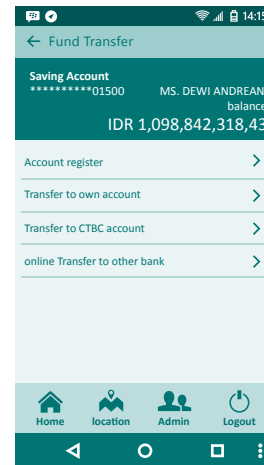 14:15
Fund Transfer
Saving Account
**********01500 MS. DEWI ANDREAN
balance
IDR 1,098,842,318,43
Account register
Transfer to own account
Transfer to CTBC account
online Transfer to other bank
Home location Admin Logout